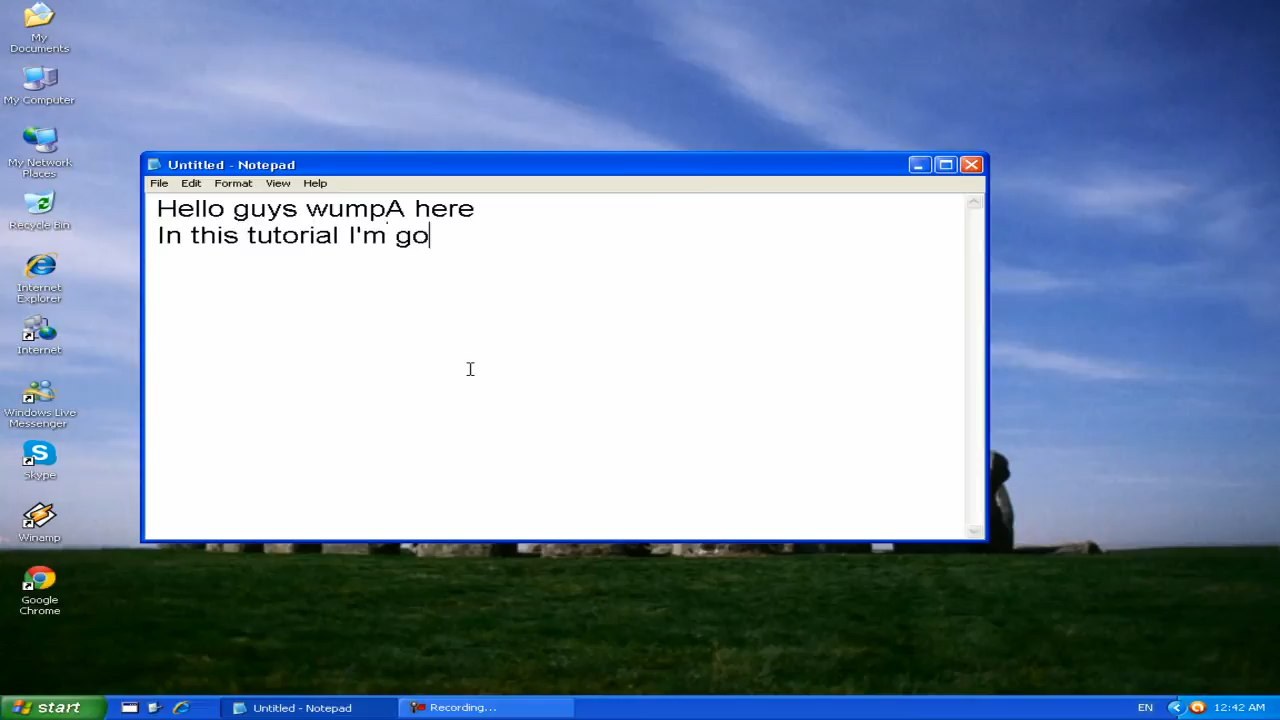 My
Documents
My Computer
My Network
Places
Recycle Bin
Internet
Explorer
Internet
Windows Live
Messenger
Skype
Winamp
Google
Chrome
Untitled - Notepad
File Edit Format View Help
Hello guys wumpA here
In this tutorial I'm go
start
Untitled - Notepad
Recording...
EN
12:42 AM